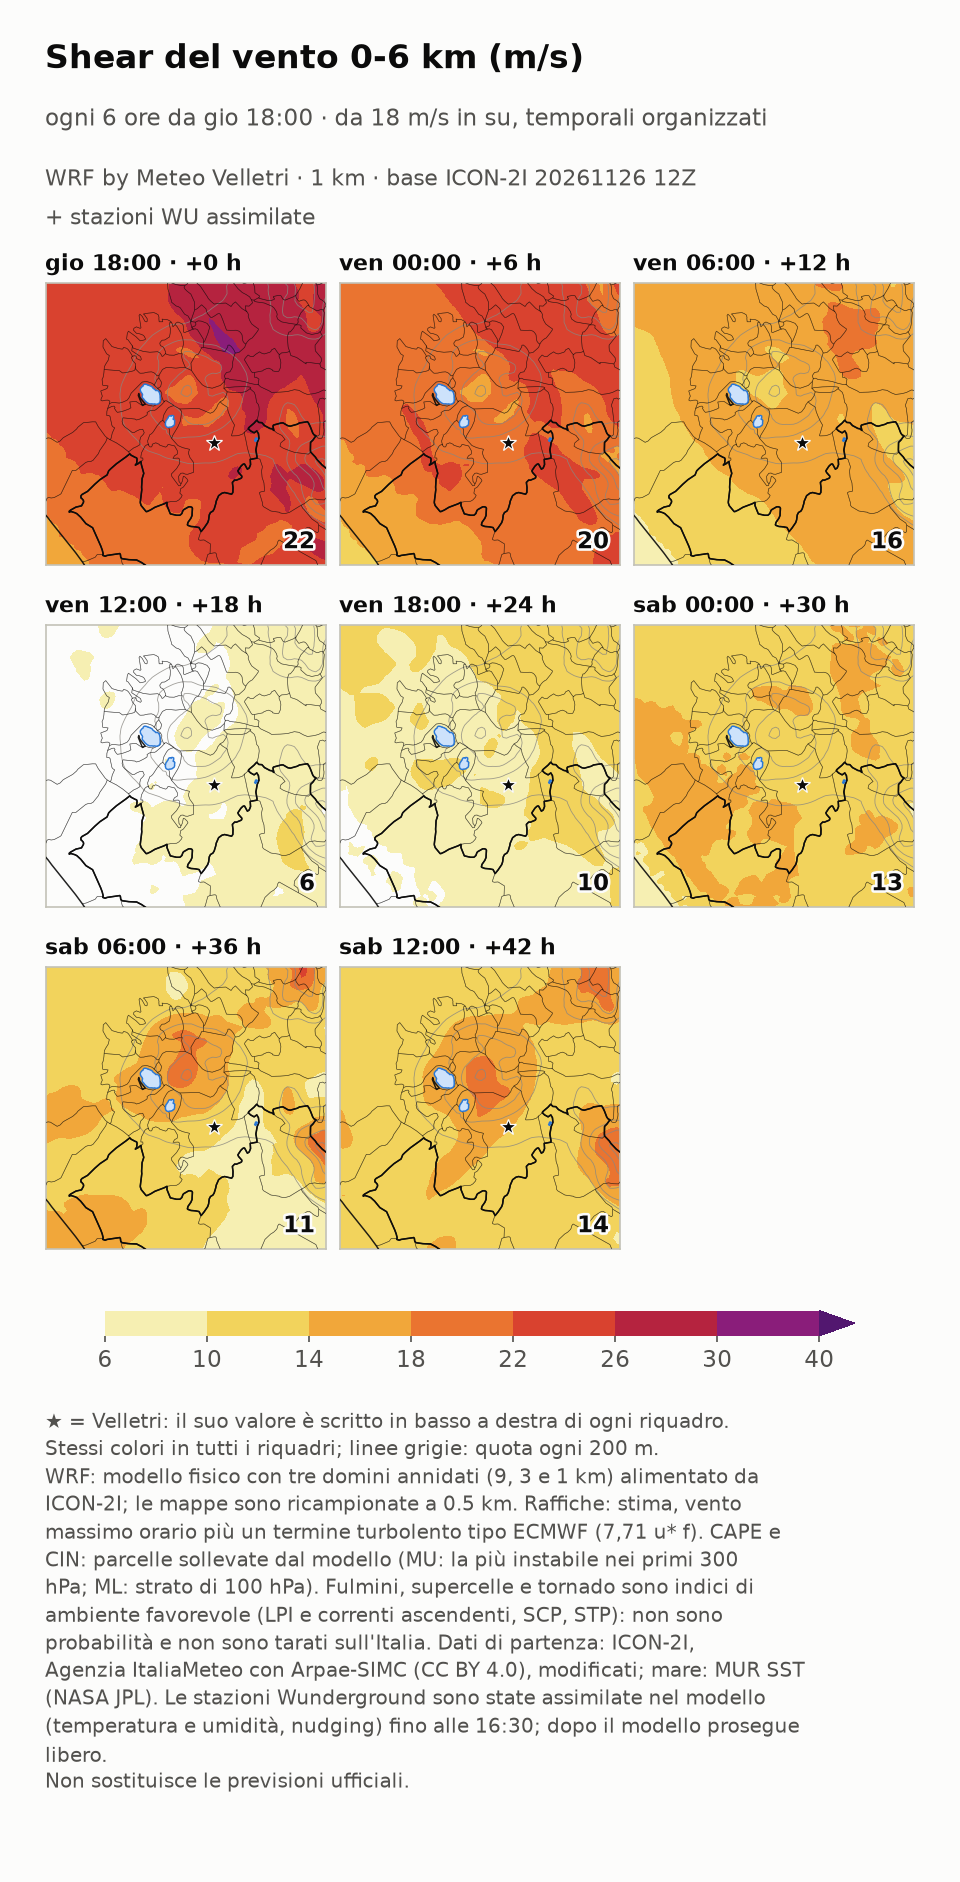 Shear del vento 0-6 km (m/s)
ogni 6 ore da gio 18:00 · da 18 m/s in su, temporali organizzati
WRF by Meteo Velletri · 1 km · base ICON-2I 20261126 12Z
+ stazioni WU assimilate
gio 18:00 · +0 h
ven 00:00 · +6 h
ven 06:00 · +12 h
22
20
16
ven 12:00 · +18 h
ven 18:00 · +24 h
sab 00:00 · +30 h
6
10
13
sab 06:00 · +36 h
sab 12:00 · +42 h
11
14
6 10 14 18 22 26 30 40
★ = Velletri: il suo valore è scritto in basso a destra di ogni riquadro.
Stessi colori in tutti i riquadri; linee grigie: quota ogni 200 m.
WRF: modello fisico con tre domini annidati (9, 3 e 1 km) alimentato da
ICON-2I; le mappe sono ricampionate a 0.5 km. Raffiche: stima, vento
massimo orario più un termine turbolento tipo ECMWF (7,71 u* f). CAPE e
CIN: parcelle sollevate dal modello (MU: la più instabile nei primi 300
hPa; ML: strato di 100 hPa). Fulmini, supercelle e tornado sono indici di
ambiente favorevole (LPI e correnti ascendenti, SCP, STP): non sono
probabilità e non sono tarati sull'Italia. Dati di partenza: ICON-2I,
Agenzia ItaliaMeteo con Arpae-SIMC (CC BY 4.0), modificati; mare: MUR SST
(NASA JPL). Le stazioni Wunderground sono state assimilate nel modello
(temperatura e umidità, nudging) fino alle 16:30; dopo il modello prosegue
libero.
Non sostituisce le previsioni ufficiali.